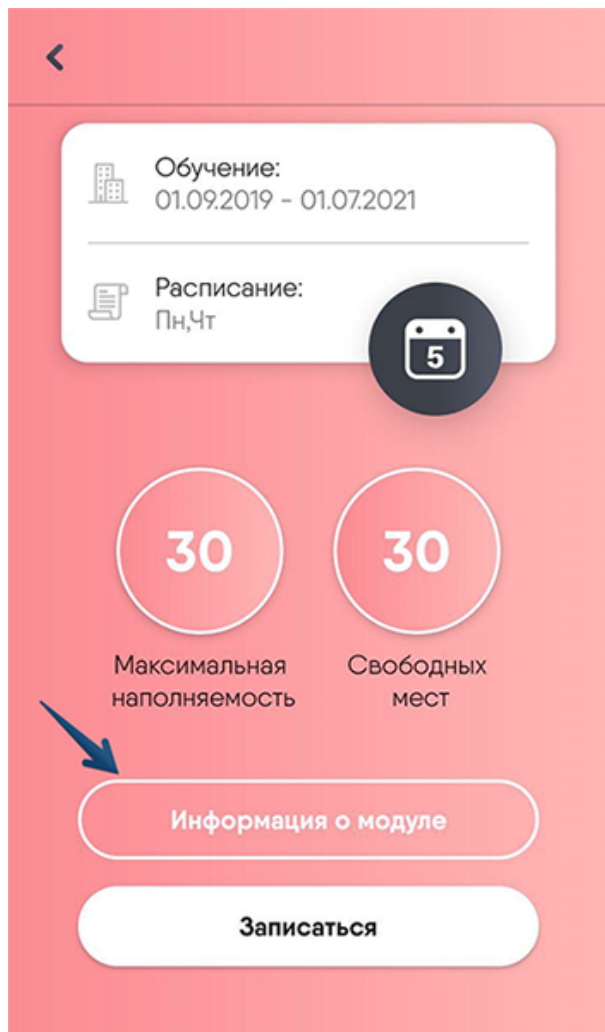 Обучение:
01.09.2019 - 01.07.2021
Расписание:
Пн,Чт
5
30
30
Максимальная
наполняемость
Свободных
мест
Информация о модуле
Записаться